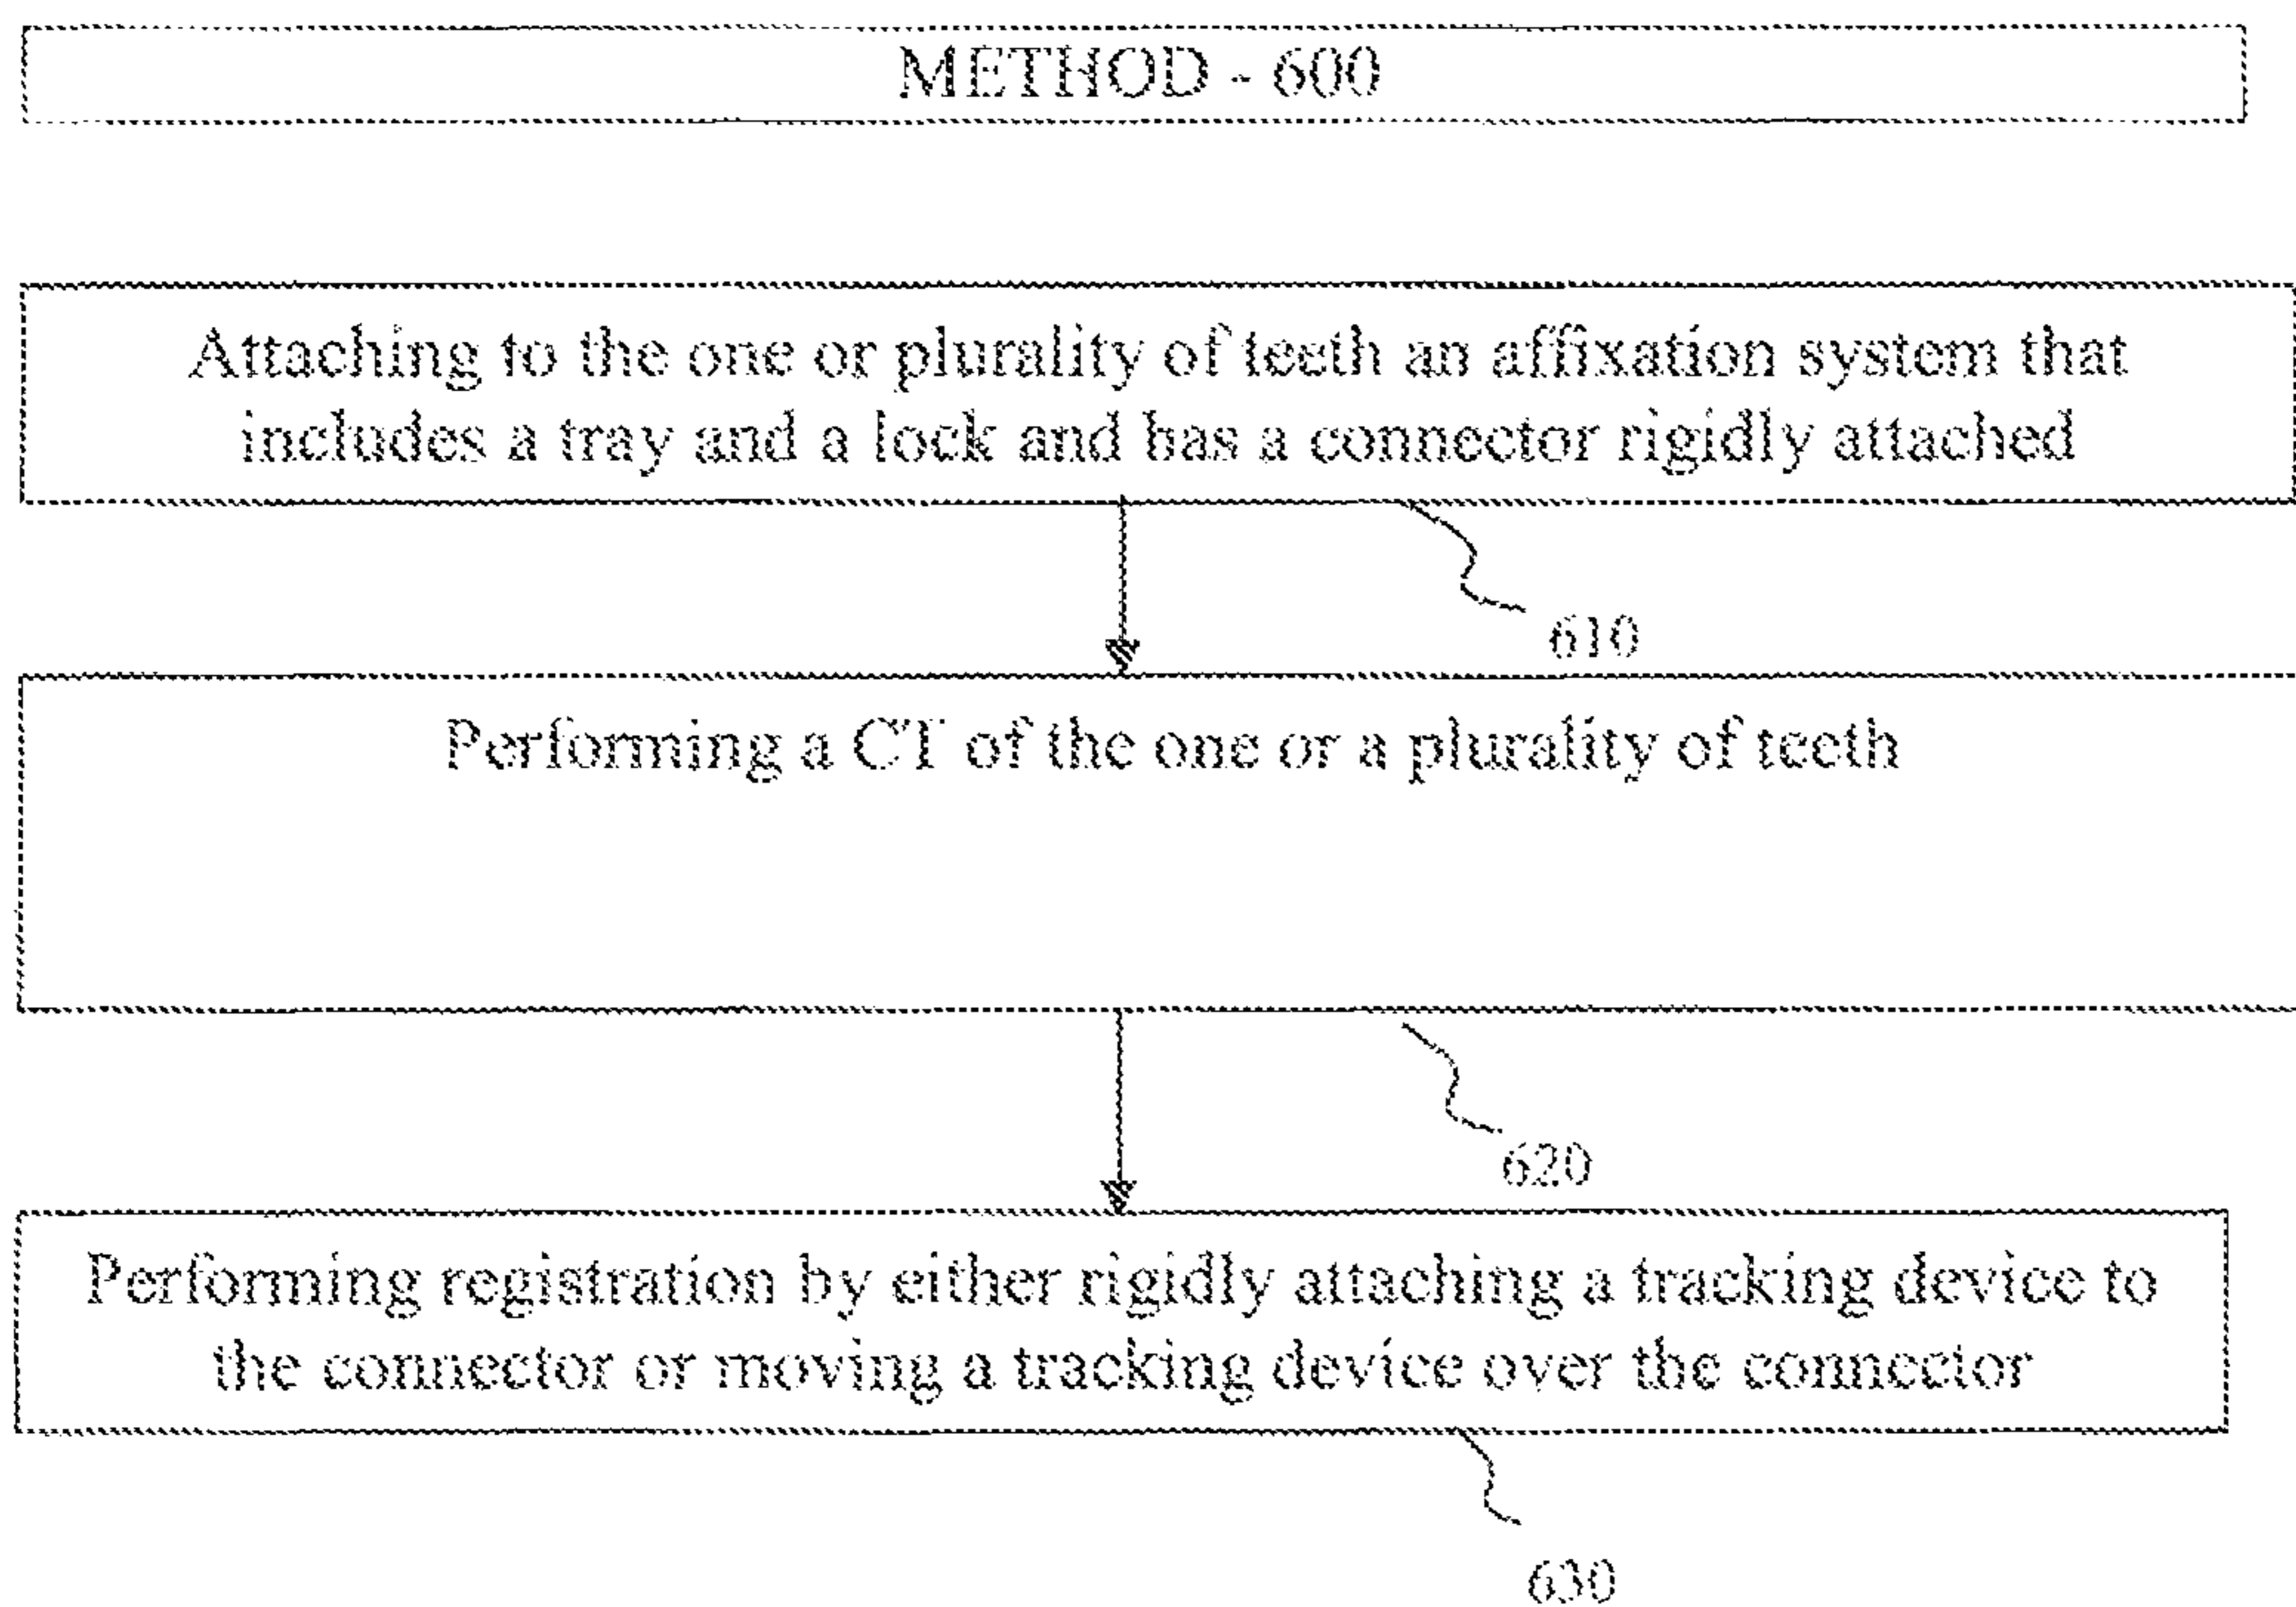 METHOD - 600
Attaching to the one or plurality of teeth an affixation system that
includes a tray and a lock and has a connector rigidly attached
610
Performing a CT of the one or a plurality of teeth
620
Performing registration by either rigidly attaching a tracking device to
the connector or moving a tracking device over the connector
630